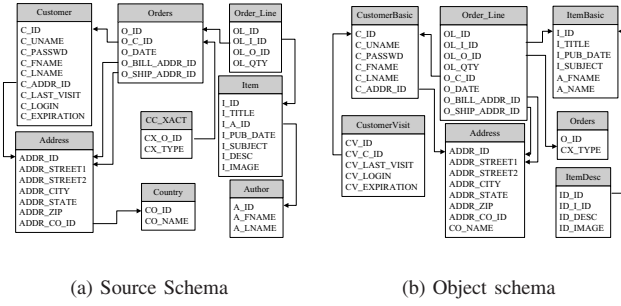 Customer
C_ID
C_UNAME
C_PASSWD
C_FNAME
C_LNAME
C_ADDR_ID
C_LAST_VISIT
C_LOGIN
C_EXPIRATION
Orders
O_ID
O_C_ID
O_DATE
O_BILL_ADDR_ID
O_SHIP_ADDR_ID
Order_Line
OL_ID
OL_I_ID
OL_O_ID
OL_QTY
Item
I_ID
I_TITLE
I_A_ID
I_PUB_DATE
I_SUBJECT
I_DESC
I_IMAGE
CC_XACT
CX_O_ID
CX_TYPE
Address
ADDR_ID
ADDR_STREET1
ADDR_STREET2
ADDR_CITY
ADDR_STATE
ADDR_ZIP
ADDR_CO_ID
Country
CO_ID
CO_NAME
Author
A_ID
A_FNAME
A_LNAME
(a) Source Schema
CustomerBasic
C_ID
C_UNAME
C_PASSWD
C_FNAME
C_LNAME
C_ADDR_ID
Order_Line
OL_ID
OL_I_ID
OL_O_ID
OL_QTY
O_C_ID
O_DATE
O_BILL_ADDR_ID
O_SHIP_ADDR_ID
ItemBasic
I_ID
I_TITLE
I_PUB_DATE
I_SUBJECT
A_FNAME
A_NAME
CustomerVisit
CV_ID
CV_C_ID
CV_LAST_VISIT
CV_LOGIN
CV_EXPIRATION
Address
ADDR_ID
ADDR_STREET1
ADDR_STREET2
ADDR_CITY
ADDR_STATE
ADDR_ZIP
ADDR_CO_ID
CO_NAME
Orders
O_ID
CX_TYPE
ItemDesc
ID_ID
ID_I_ID
ID_DESC
ID_IMAGE
(b) Object schema